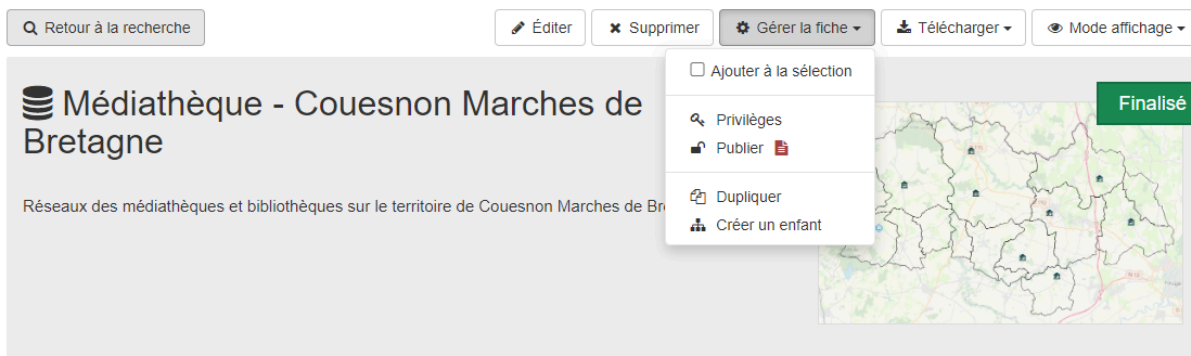 Retour à la recherche
Éditer
Supprimer
Gérer la fiche
Télécharger
Mode affichage
Ajouter à la sélection
Privilèges
Publier
Dupliquer
Créer un enfant
Médiathèque - Couesnon Marches de
Bretagne
Finalisé
Réseaux des médiathèques et bibliothèques sur le territoire de Couesnon Marches de